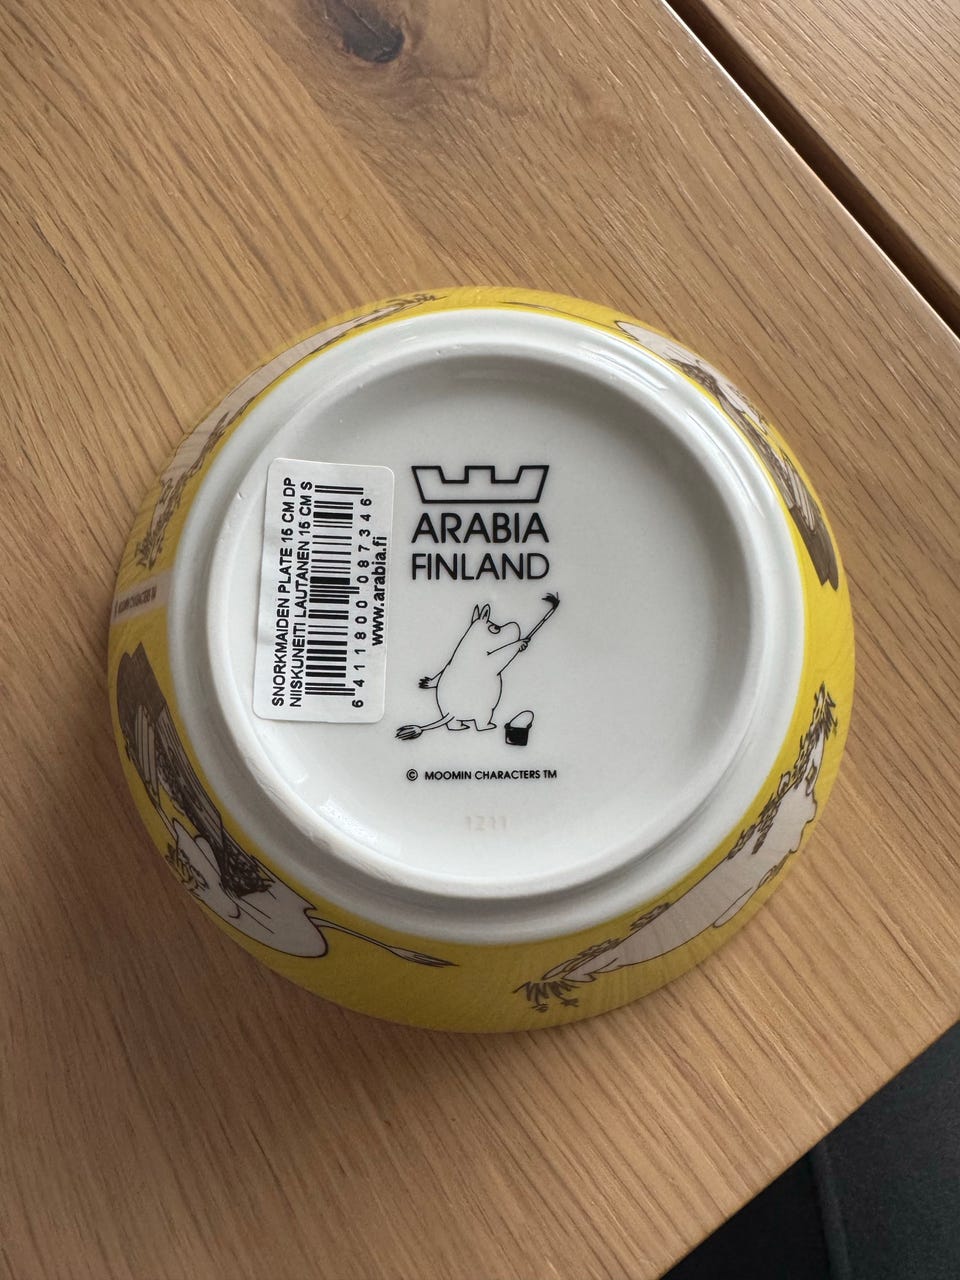 SNORKMAIDEN PLATE 15 CM DP
NIISKUNEITI LAUTANEN 15 CM S
6 411800 087346
www.arabia.fi
ARABIA
FINLAND
© MOOMIN CHARACTERS TM
1211